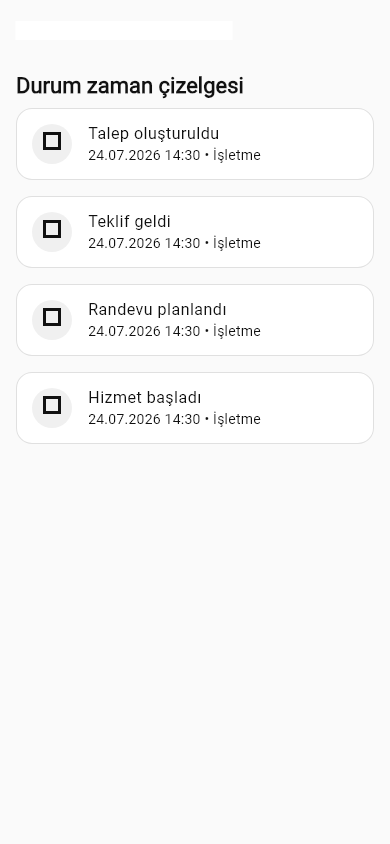 Durum zaman çizelgesi
Talep oluşturuldu
24.07.2026 14:30 • İşletme
Teklif geldi
24.07.2026 14:30 • İşletme
Randevu planlandı
24.07.2026 14:30 • İşletme
Hizmet başladı
24.07.2026 14:30 • İşletme